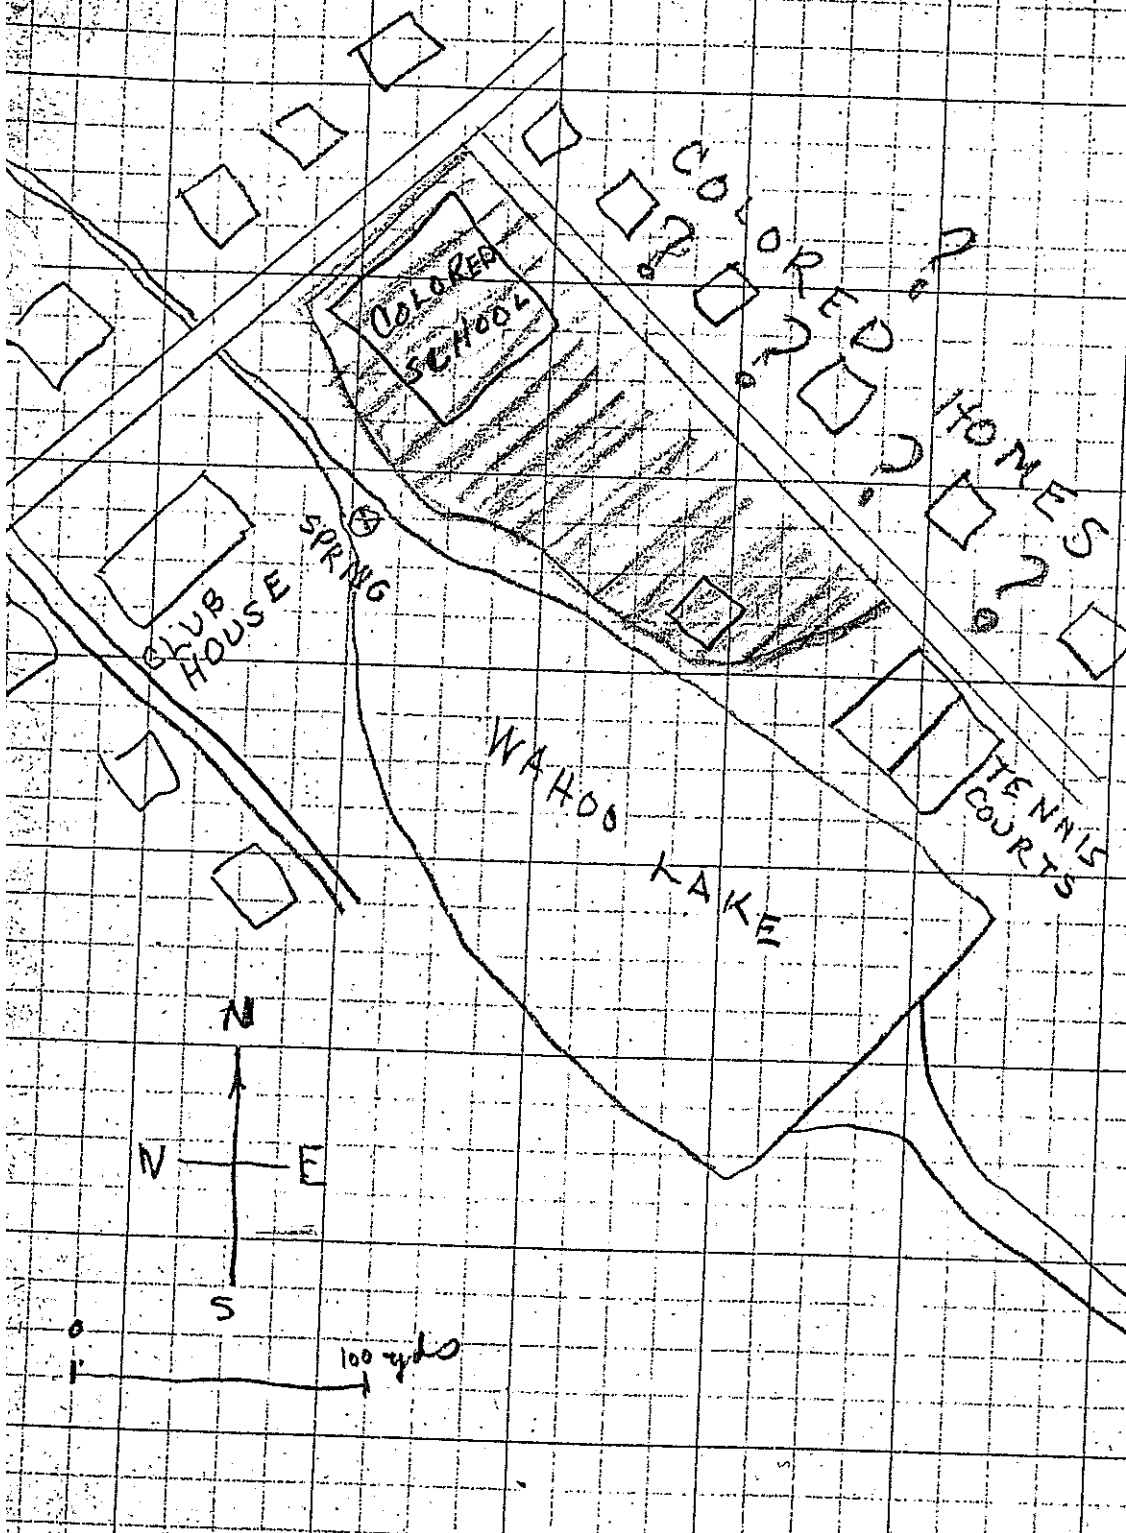 COLORED
SCHOOL
COLORED HOMES
?
?
?
?
?
SPRING
CLUB
HOUSE
WAHOO LAKE
TENNIS
COURTS
N
N E
S
0
100 yds